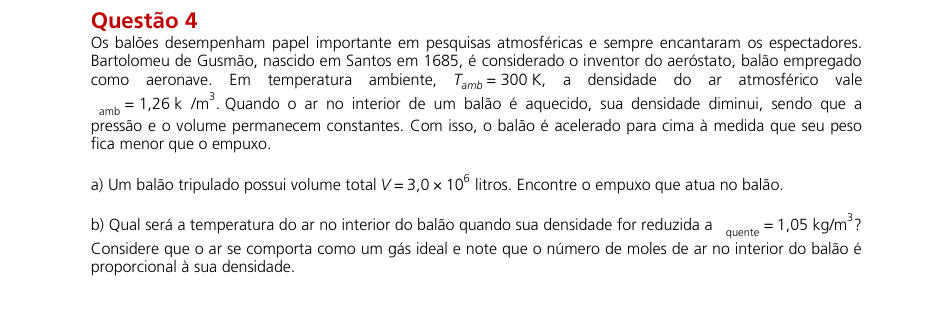 Questão 4
Os balões desempenham papel importante em pesquisas atmosféricas e sempre encantaram os espectadores.
Bartolomeu de Gusmão, nascido em Santos em 1685, é considerado o inventor do aeróstato, balão empregado
como aeronave. Em temperatura ambiente, T_amb = 300 K, a densidade do ar atmosférico vale
amb = 1,26 k /m³. Quando o ar no interior de um balão é aquecido, sua densidade diminui, sendo que a
pressão e o volume permanecem constantes. Com isso, o balão é acelerado para cima à medida que seu peso
fica menor que o empuxo.
a) Um balão tripulado possui volume total V = 3,0 × 10⁶ litros. Encontre o empuxo que atua no balão.
b) Qual será a temperatura do ar no interior do balão quando sua densidade for reduzida a quente = 1,05 kg/m³?
Considere que o ar se comporta como um gás ideal e note que o número de moles de ar no interior do balão é
proporcional à sua densidade.